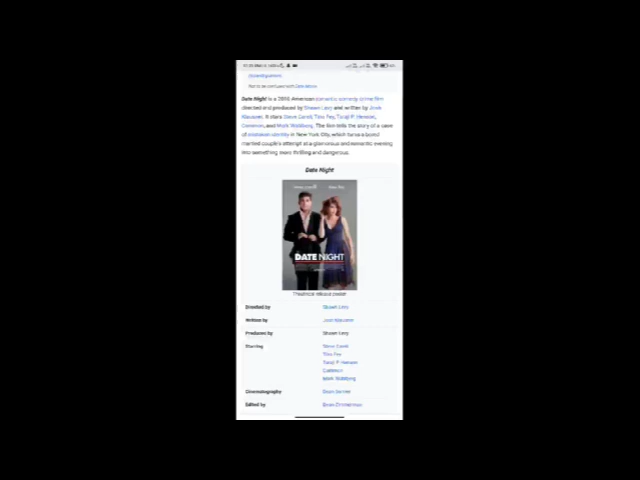 Date Night is a 2010 American romantic comedy crime film
directed and produced by Shawn Levy and written by Josh
Klausner. It stars Steve Carell, Tina Fey, Taraji P. Henson,
Common, and Mark Wahlberg. The film tells the story of a case
of mistaken identity in New York City, which turns a bored
married couple's attempt at a glamorous and romantic evening
into something more thrilling and dangerous.
Date Night
DATE NIGHT
Theatrical release poster
Directed by Shawn Levy
Written by Josh Klausner
Produced by Shawn Levy
Starring Steve Carell
Tina Fey
Taraji P. Henson
Common
Mark Wahlberg
Cinematography Dean Semler
Edited by Dean Zimmerman